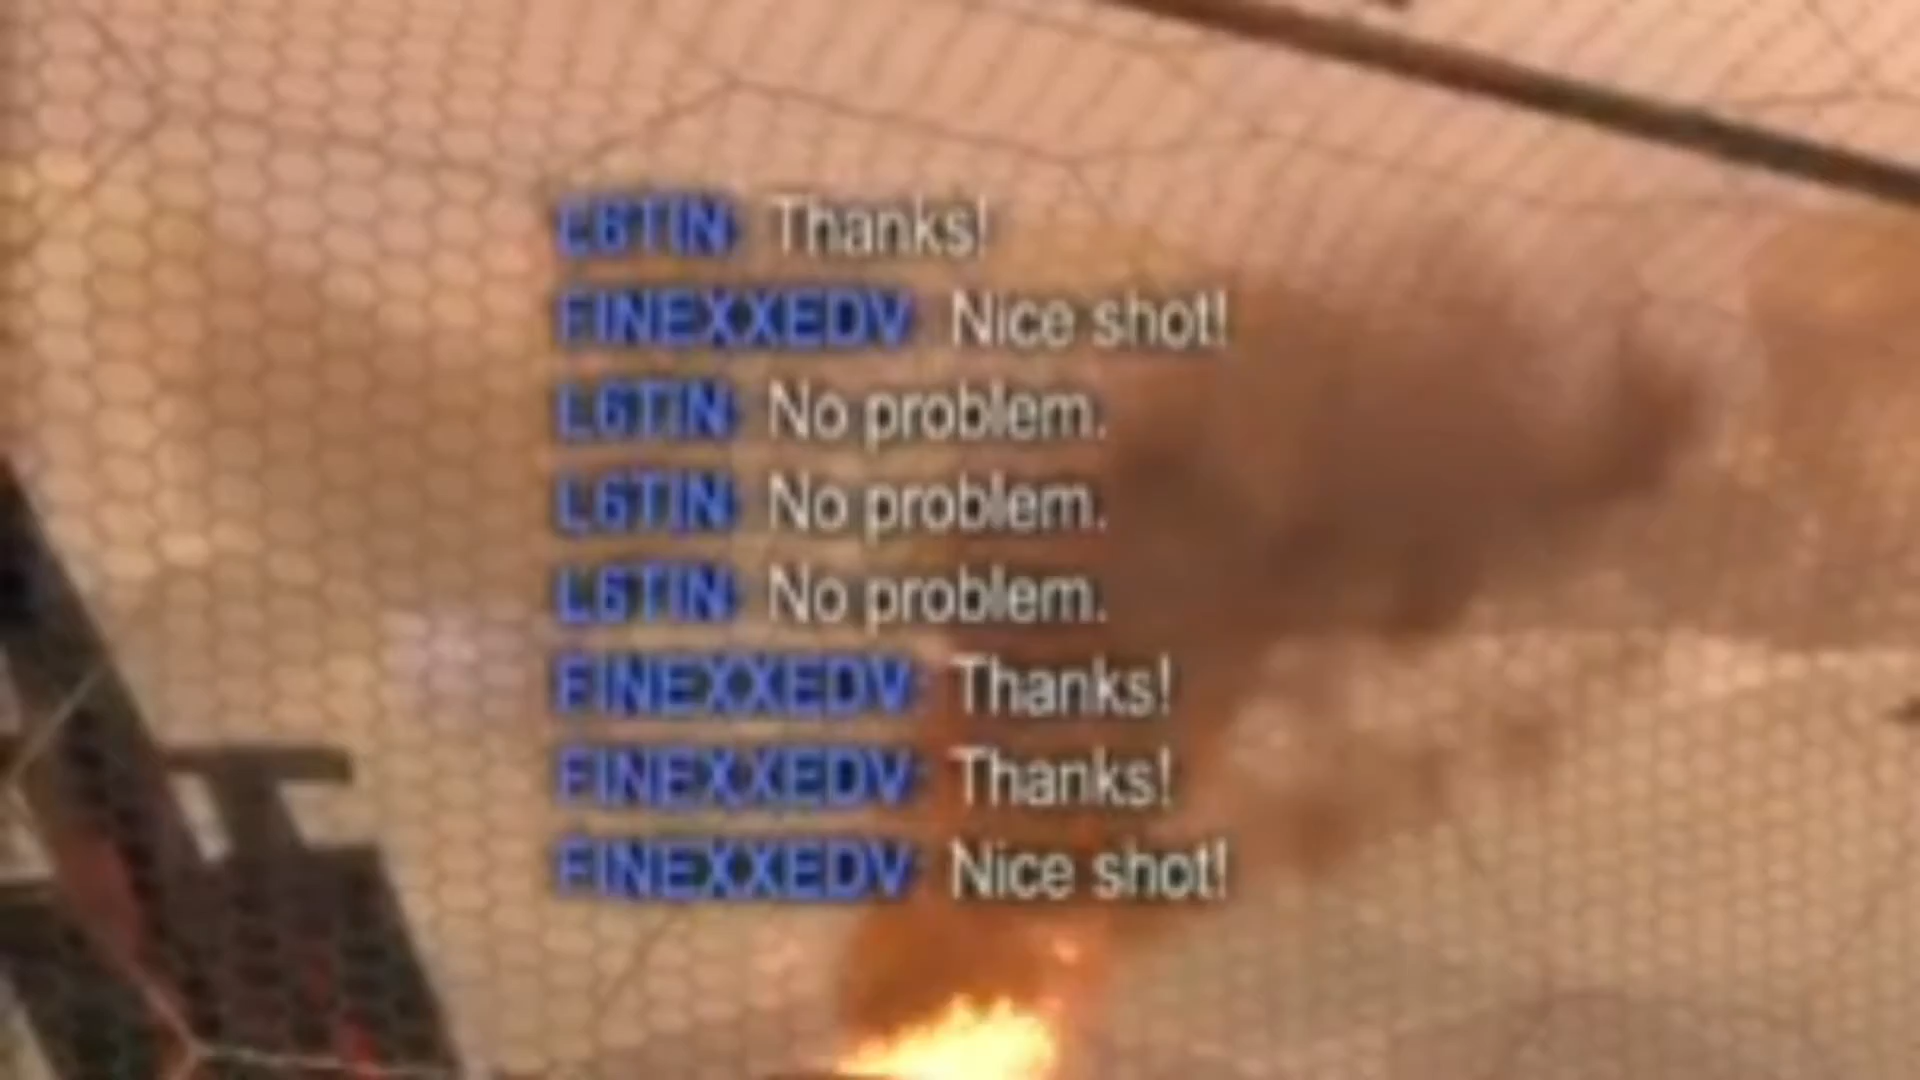 L6TIN: Thanks!
FINEXXEDV: Nice shot!
L6TIN: No problem.
L6TIN: No problem.
L6TIN: No problem.
FINEXXEDV: Thanks!
FINEXXEDV: Thanks!
FINEXXEDV: Nice shot!